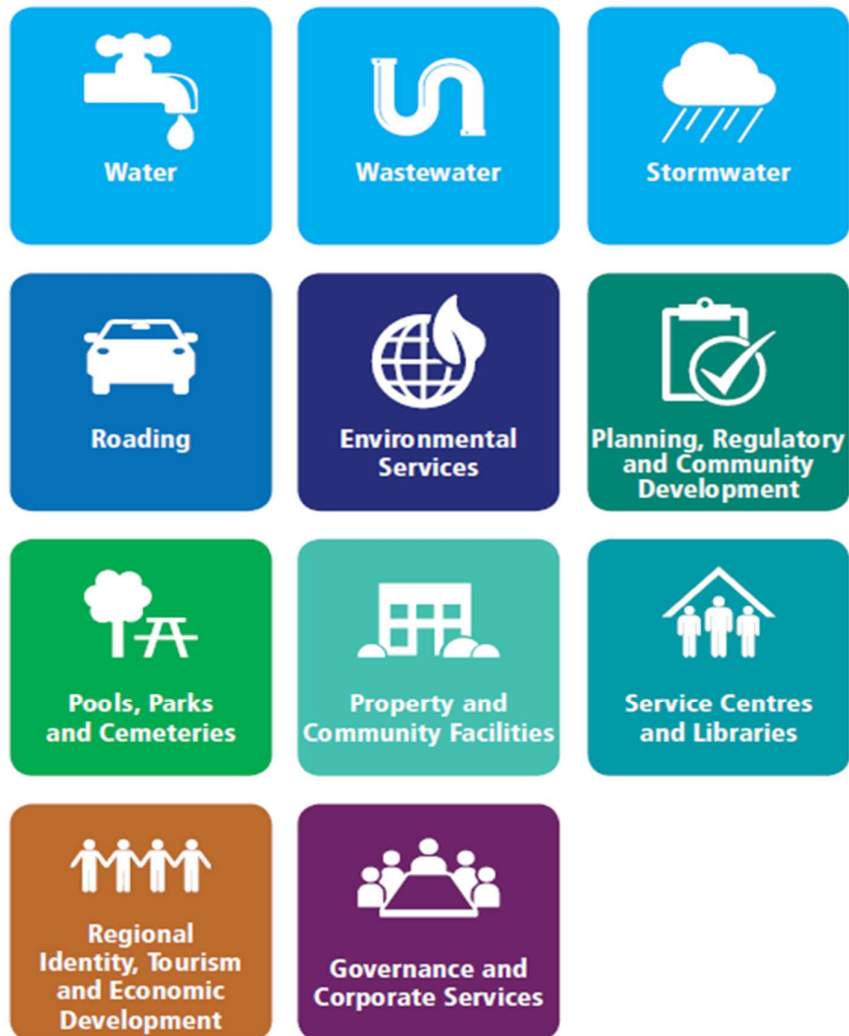 Water
Wastewater
Stormwater
Roading
Environmental
Services
Planning, Regulatory
and Community
Development
Pools, Parks
and Cemeteries
Property and
Community Facilities
Service Centres
and Libraries
Regional
Identity, Tourism
and Economic
Development
Governance and
Corporate Services